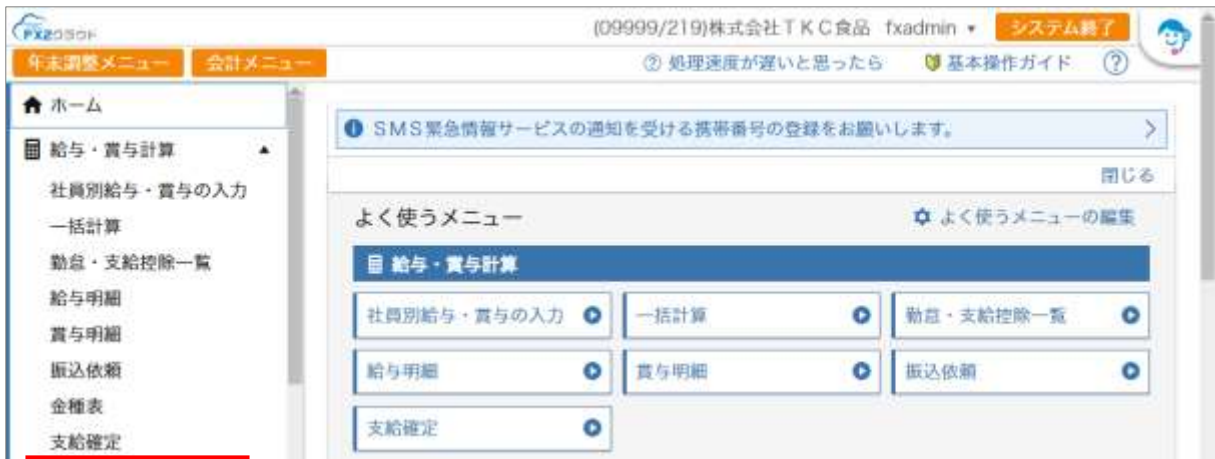 FX2クラウド
(09999/219)株式会社ＴＫＣ食品 fxadmin ▾ システム終了
年末調整メニュー 会計メニュー ? 処理速度が遅いと思ったら 基本操作ガイド ?
ホーム
SMS緊急情報サービスの通知を受ける携帯番号の登録をお願いします。
給与・賞与計算
閉じる
社員別給与・賞与の入力
よく使うメニュー よく使うメニューの編集
一括計算
勤怠・支給控除一覧
給与・賞与計算
給与明細
社員別給与・賞与の入力 一括計算 勤怠・支給控除一覧
賞与明細
振込依頼
給与明細 賞与明細 振込依頼
金種表
支給確定
支給確定